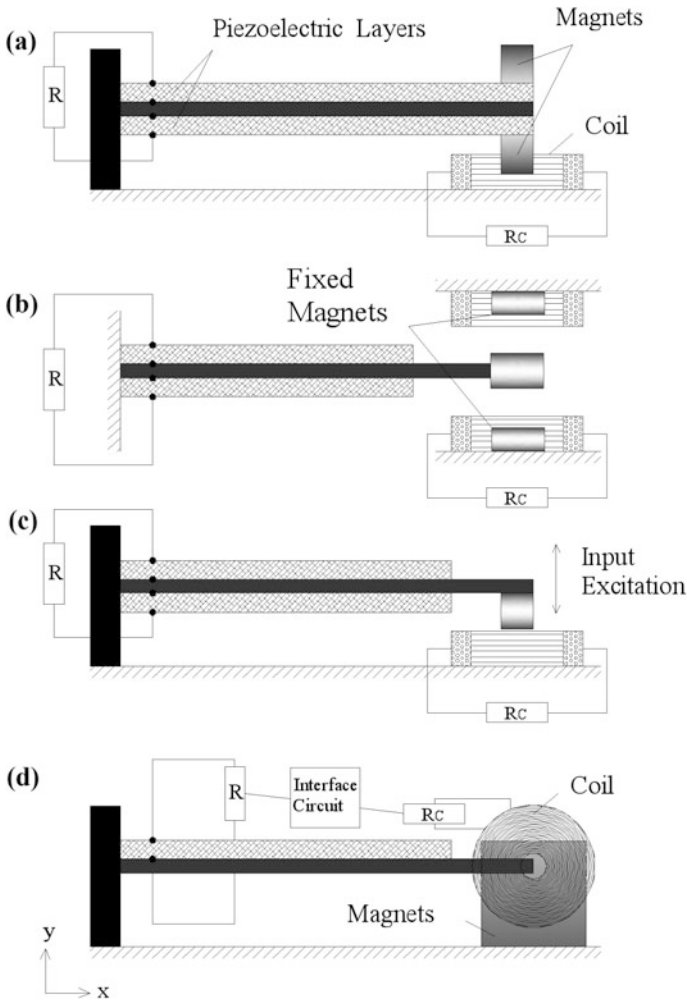 (a)
Piezoelectric Layers
Magnets
R
Coil
Rc
(b)
Fixed
Magnets
R
Rc
(c)
R
Input
Excitation
Rc
(d)
R
Interface
Circuit
Rc
Coil
Magnets
y
x